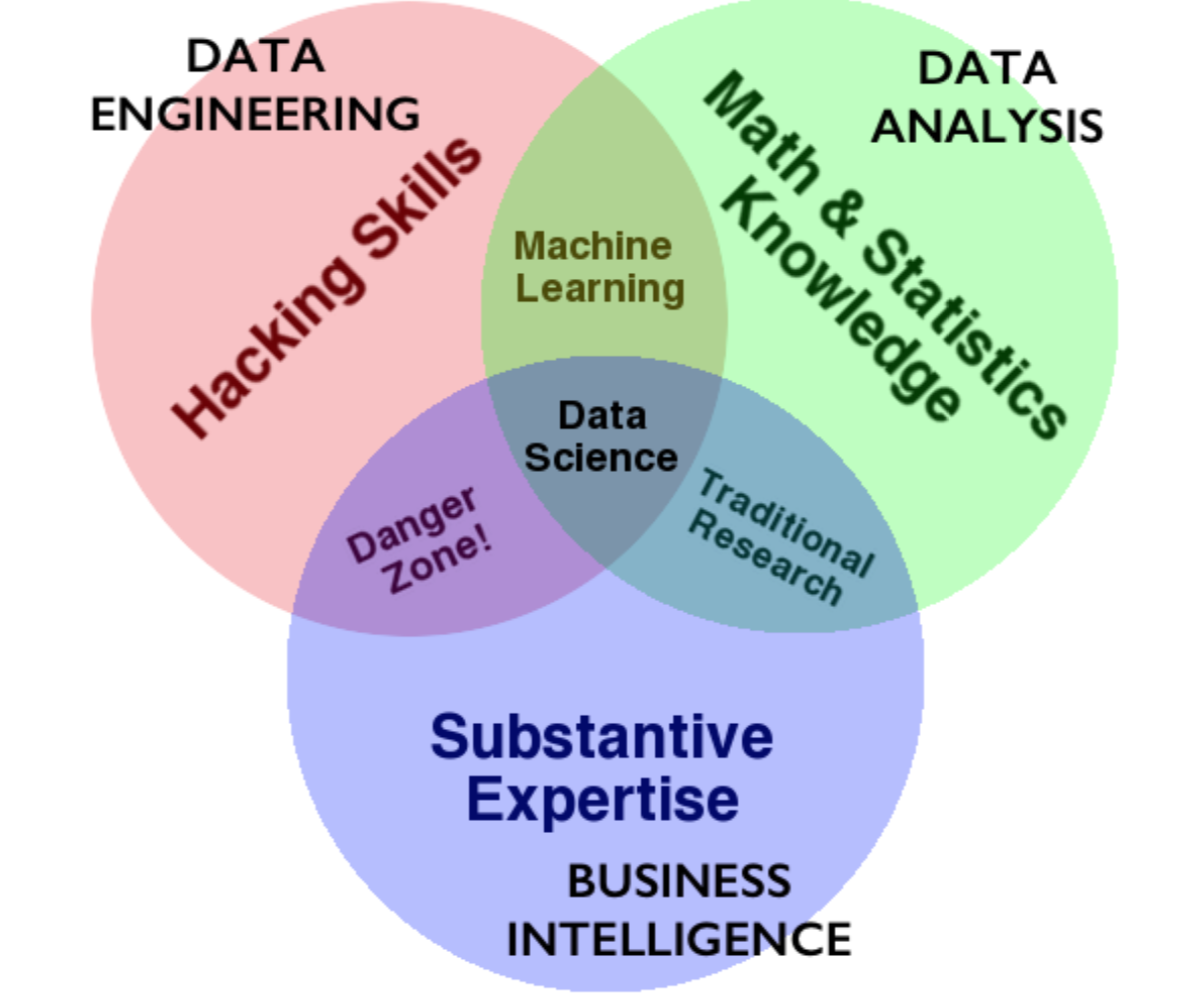 DATA
ENGINEERING
DATA
ANALYSIS
Hacking Skills
Math & Statistics
Knowledge
Machine
Learning
Data
Science
Danger
Zone!
Traditional
Research
Substantive
Expertise
BUSINESS
INTELLIGENCE